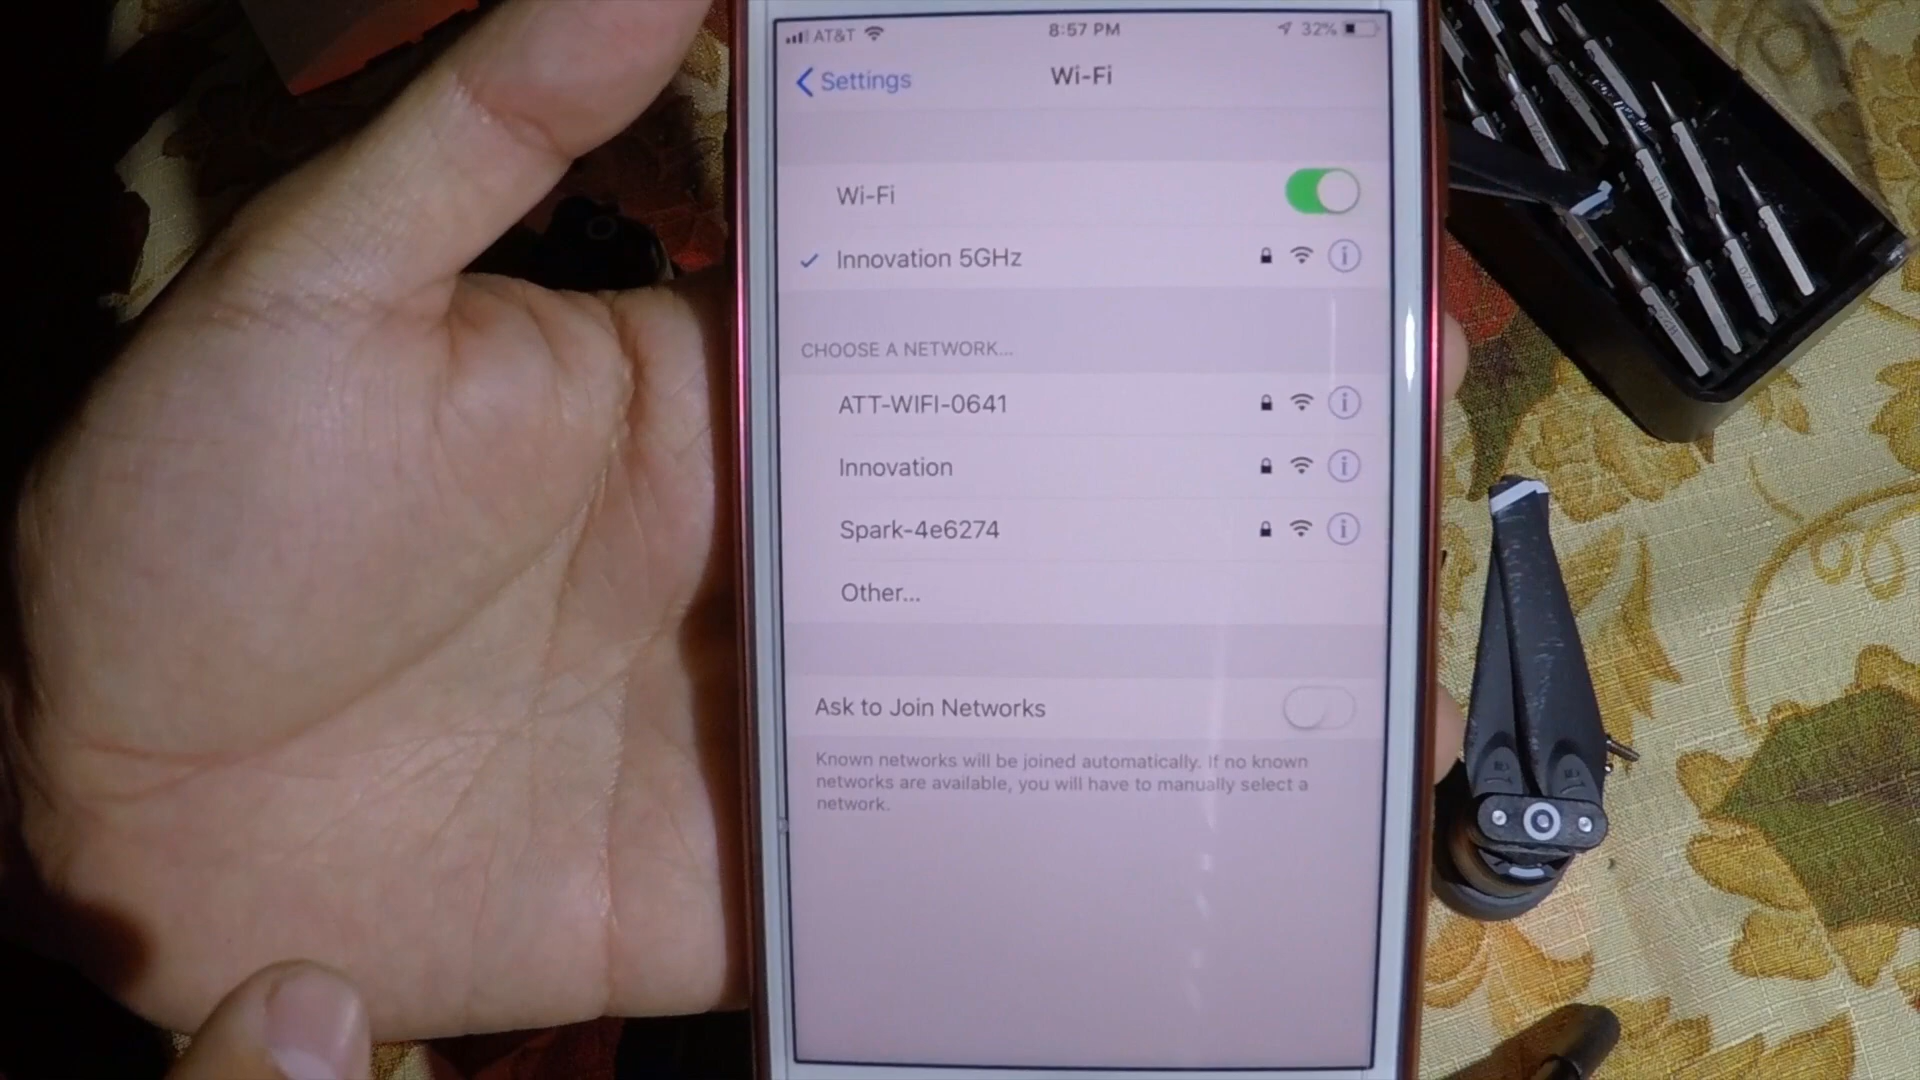 AT&T 8:57 PM 32%
Settings Wi-Fi
Wi-Fi
Innovation 5GHz
CHOOSE A NETWORK...
ATT-WIFI-0641
Innovation
Spark-4e6274
Other...
Ask to Join Networks
Known networks will be joined automatically. If no known
networks are available, you will have to manually select a
network.